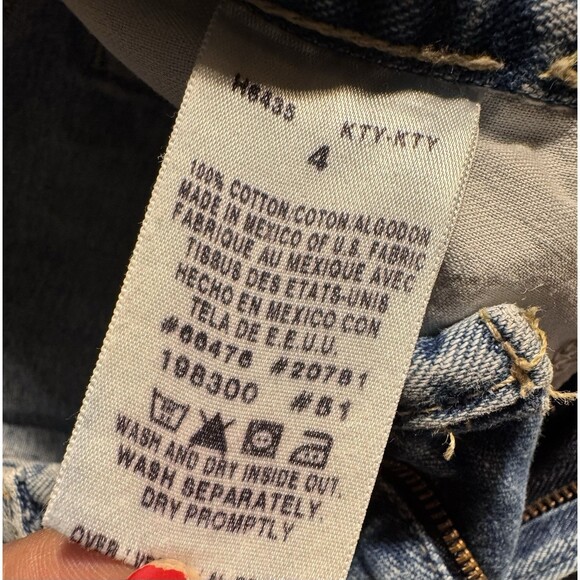 H6435 KTY-KTY
4
100% COTTON/COTON/ALGODON
MADE IN MEXICO OF U.S. FABRIC
FABRIQUE AU MEXIQUE AVEC
TISSUS DES ETATS-UNIS
HECHO EN MEXICO CON
TELA DE E.E.U.U.
#66476 #20781
198300 #B1
WASH AND DRY INSIDE OUT.
WASH SEPARATELY.
DRY PROMPTLY
OVER